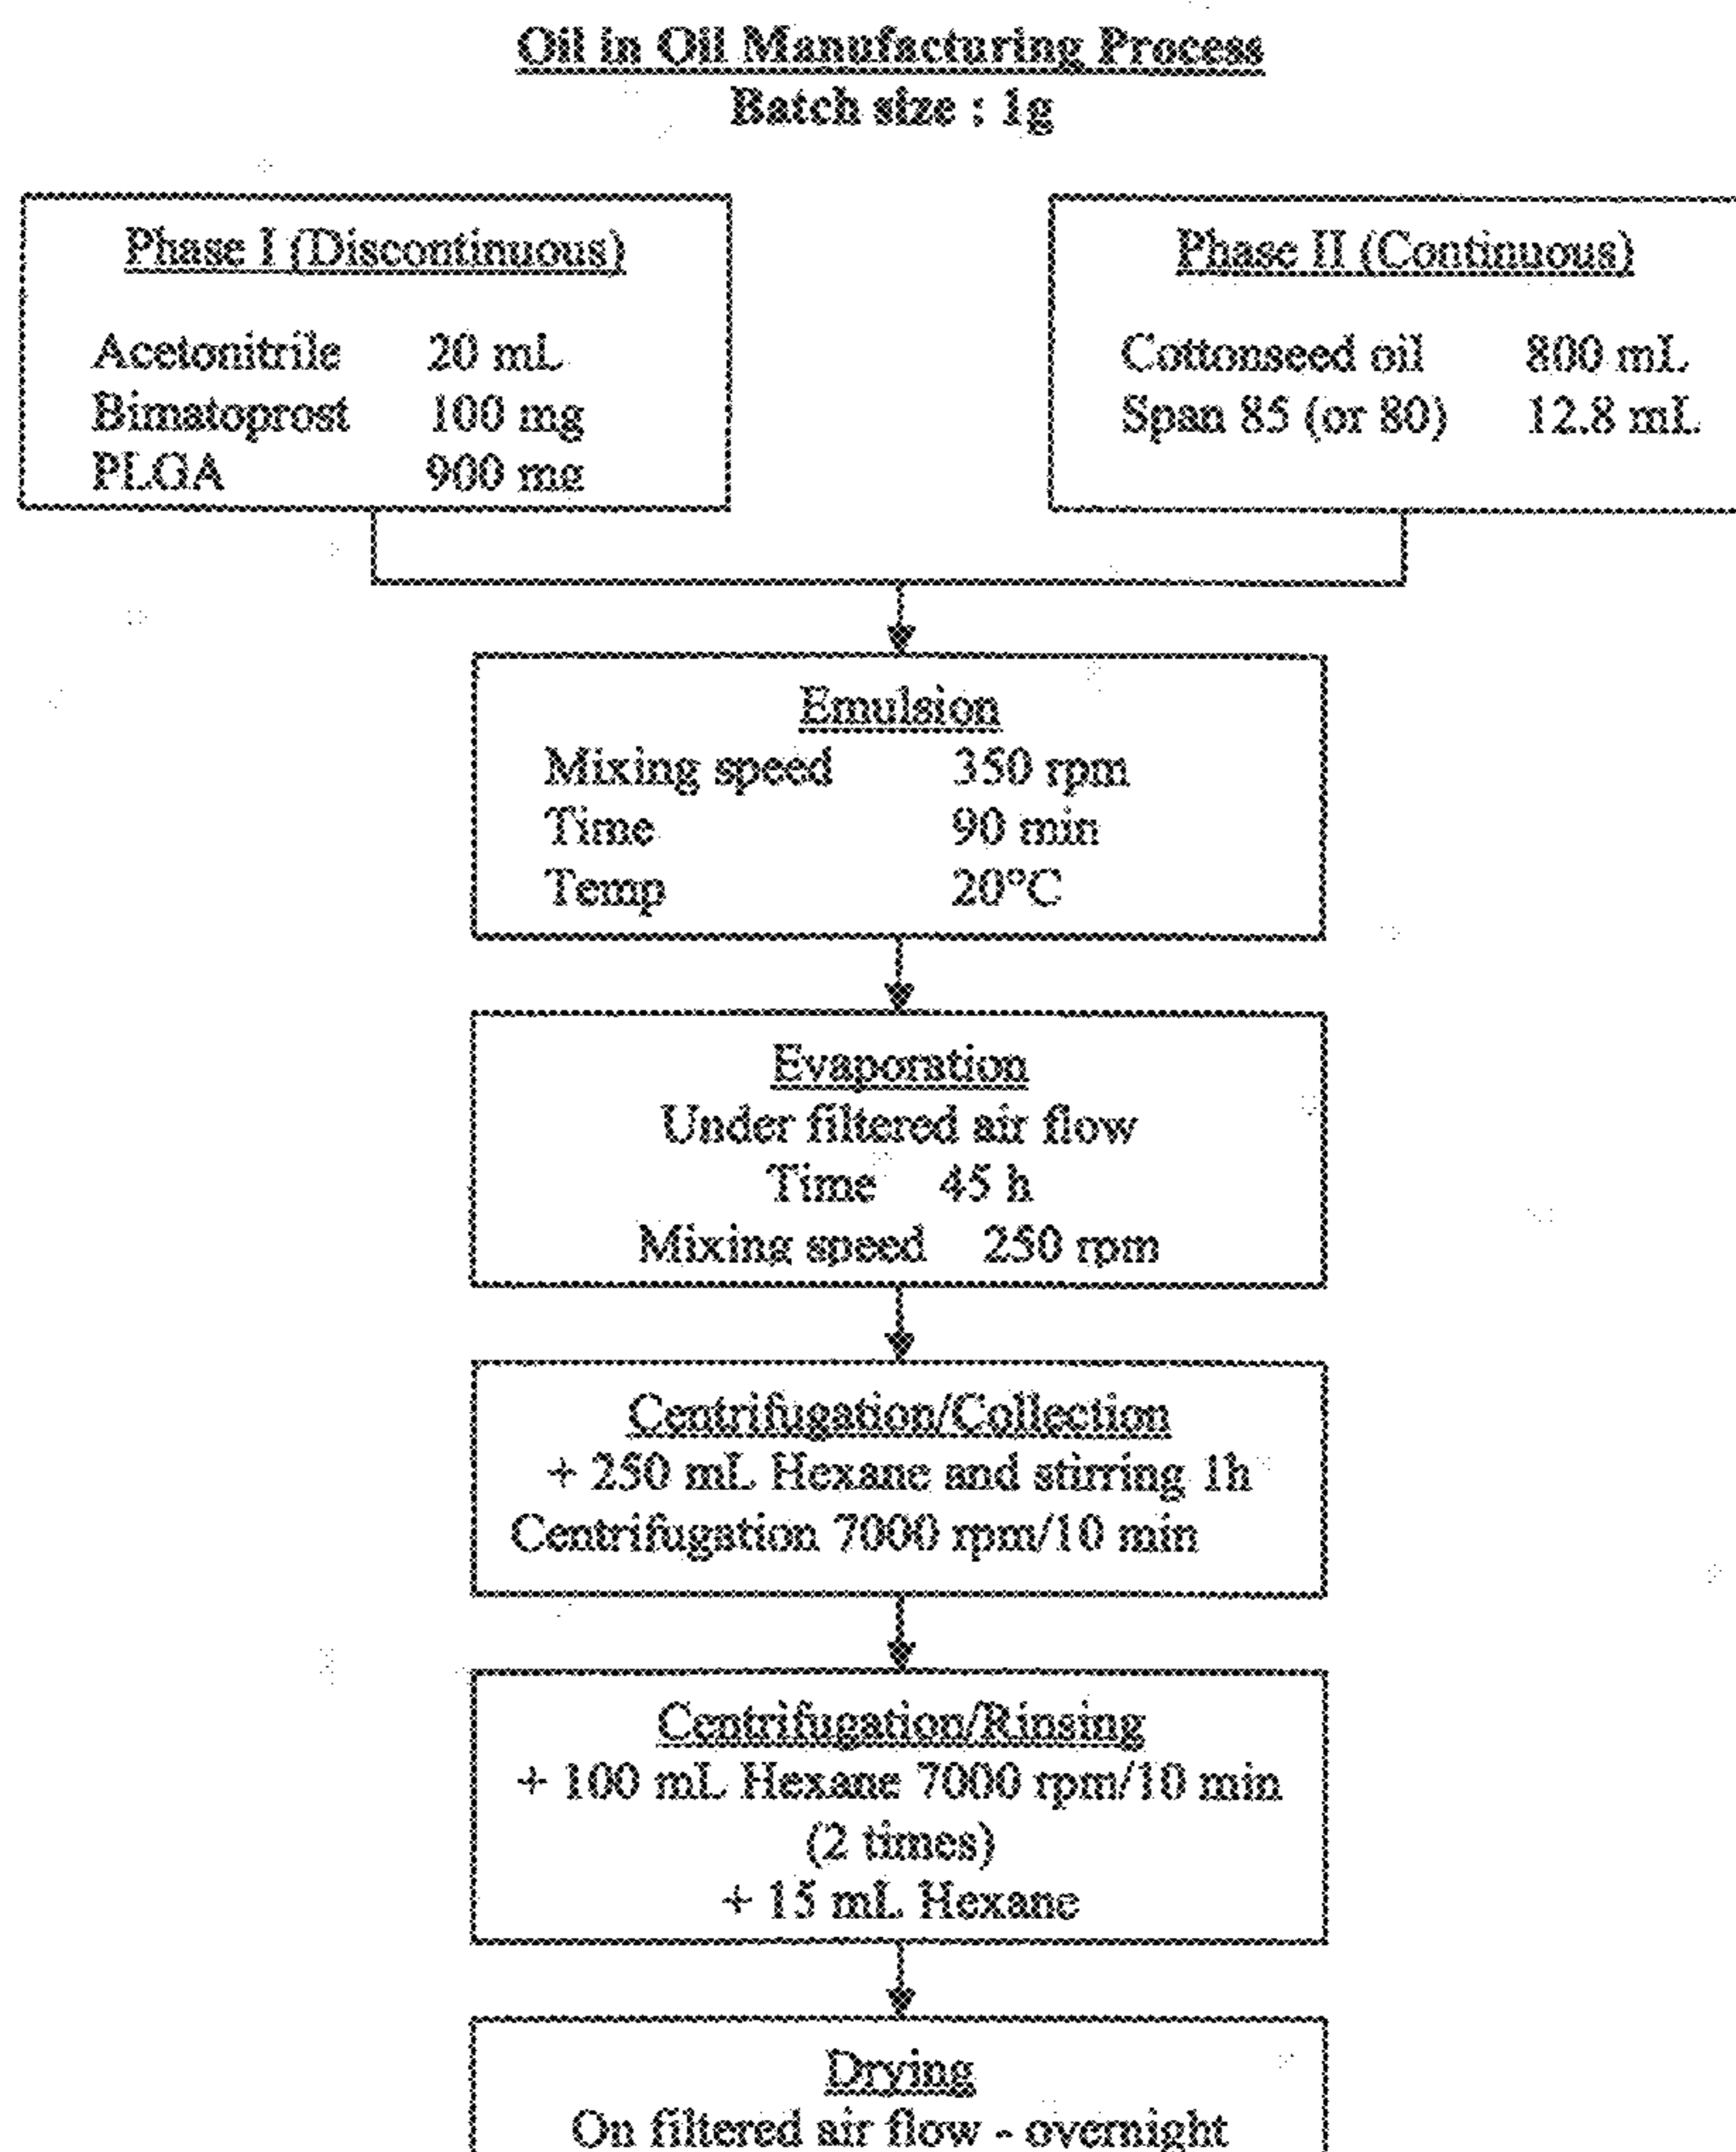 Oil in Oil Manufacturing Process
Batch size : 1g
Phase I (Discontinuous)
Acetonitrile 20 mL
Bimatoprost 100 mg
PLGA 900 mg
Phase II (Continuous)
Cottonseed oil 800 mL
Span 85 (or 80) 12.8 mL
Emulsion
Mixing speed 350 rpm
Time 90 min
Temp 20°C
Evaporation
Under filtered air flow
Time 45 h
Mixing speed 250 rpm
Centrifugation/Collection
+ 250 mL Hexane and stirring 1h
Centrifugation 7000 rpm/10 min
Centrifugation/Rinsing
+ 100 mL Hexane 7000 rpm/10 min
(2 times)
+ 15 mL Hexane
Drying
On filtered air flow - overnight